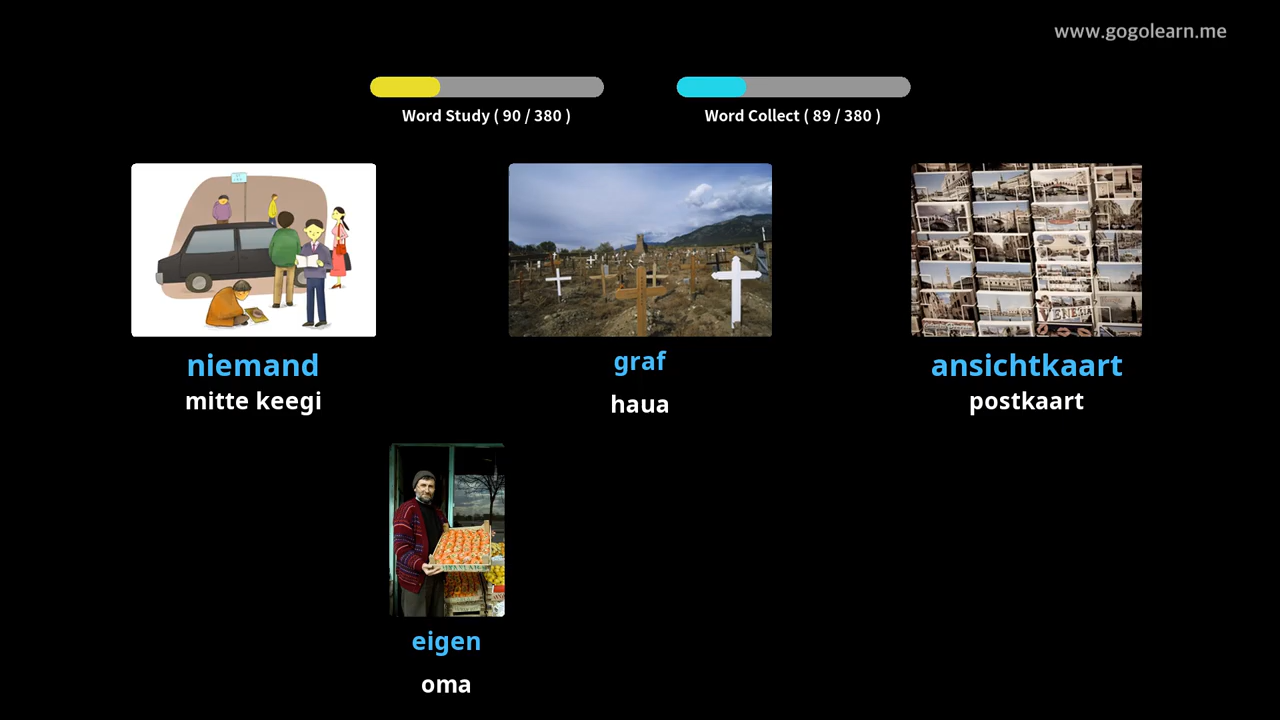 www.gogolearn.me
Word Study ( 90 / 380 )
Word Collect ( 89 / 380 )
niemand
mitte keegi
graf
haua
ansichtkaart
postkaart
VENEZIA
eigen
oma